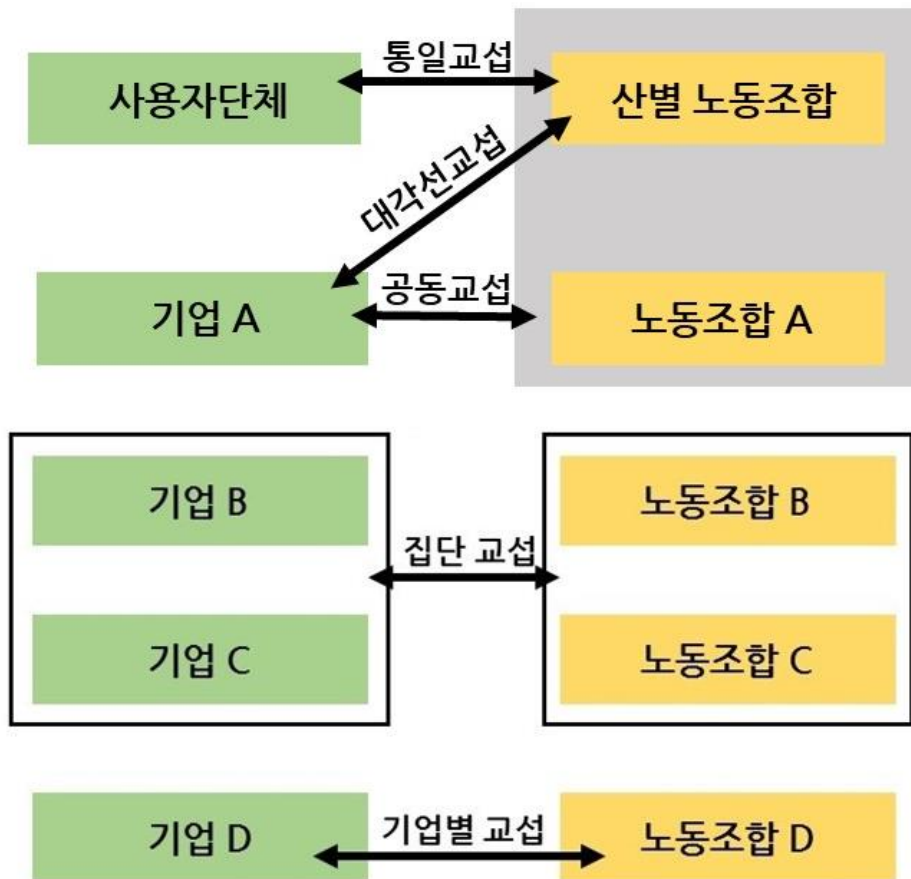 통일교섭
사용자단체
산별 노동조합
대각선교섭
공동교섭
기업 A
노동조합 A
기업 B
노동조합 B
집단 교섭
기업 C
노동조합 C
기업 D
기업별 교섭
노동조합 D